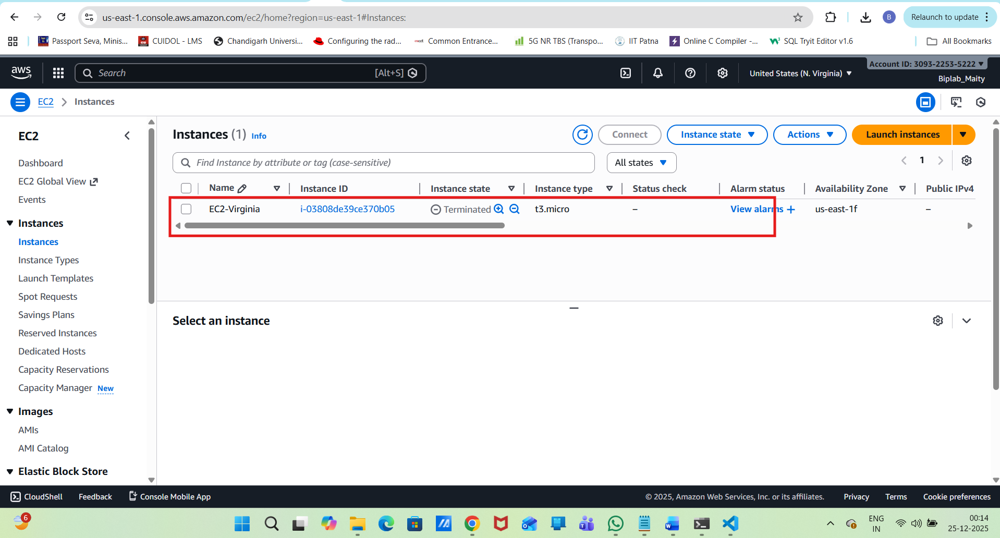 us-east-1.console.aws.amazon.com/ec2/home?region=us-east-1#Instances:
B
Relaunch to update
Passport Seva, Minis...
CUIDOL - LMS
Chandigarh Universi...
Configuring the rad...
Common Entrance...
5G NR TBS (Transpo...
IIT Patna
Online C Compiler -...
SQL Tryit Editor v1.6
All Bookmarks
aws
Search
[Alt+S]
United States (N. Virginia)
Account ID: 3093-2253-5222
Biplab_Maity
EC2
Instances
EC2
Dashboard
EC2 Global View
Events
Instances
Instances
Instance Types
Launch Templates
Spot Requests
Savings Plans
Reserved Instances
Dedicated Hosts
Capacity Reservations
Capacity Manager New
Images
AMIs
AMI Catalog
Elastic Block Store
Instances (1) Info
Connect
Instance state
Actions
Launch instances
Find Instance by attribute or tag (case-sensitive)
All states
1
Name Instance ID Instance state Instance type Status check Alarm status Availability Zone Public IPv4
EC2-Virginia i-03808de39ce370b05 Terminated t3.micro – View alarms + us-east-1f –
Select an instance
CloudShell
Feedback
Console Mobile App
© 2025, Amazon Web Services, Inc. or its affiliates.
Privacy
Terms
Cookie preferences
6
ENG
IN
00:14
25-12-2025